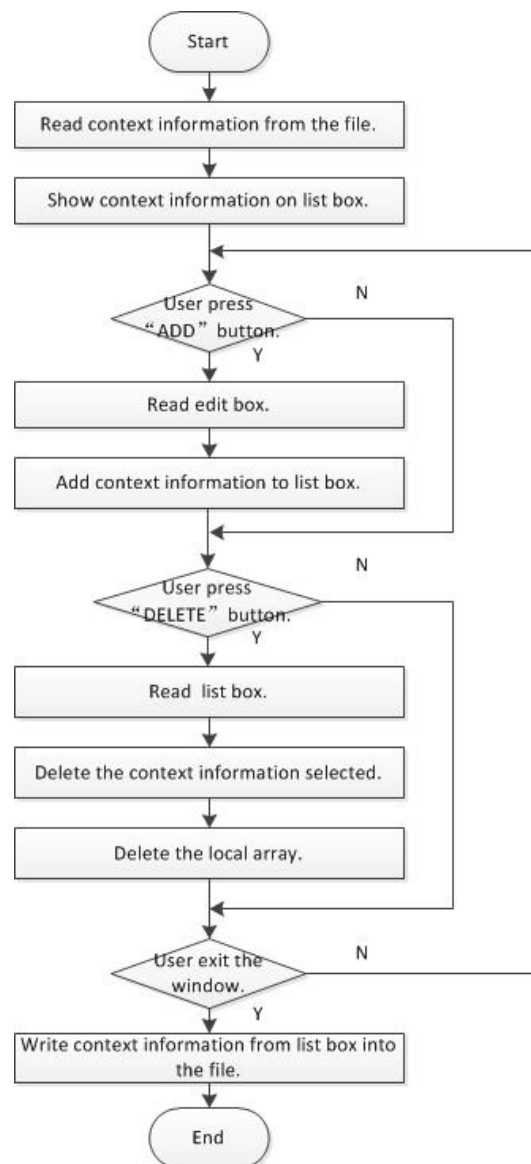 Start
Read context information from the file.
Show context information on list box.
User press
“ADD” button.
N
Y
Read edit box.
Add context information to list box.
N
User press
“DELETE” button.
Y
Read list box.
Delete the context information selected.
Delete the local array.
N
User exit the
window.
Y
Write context information from list box into
the file.
End